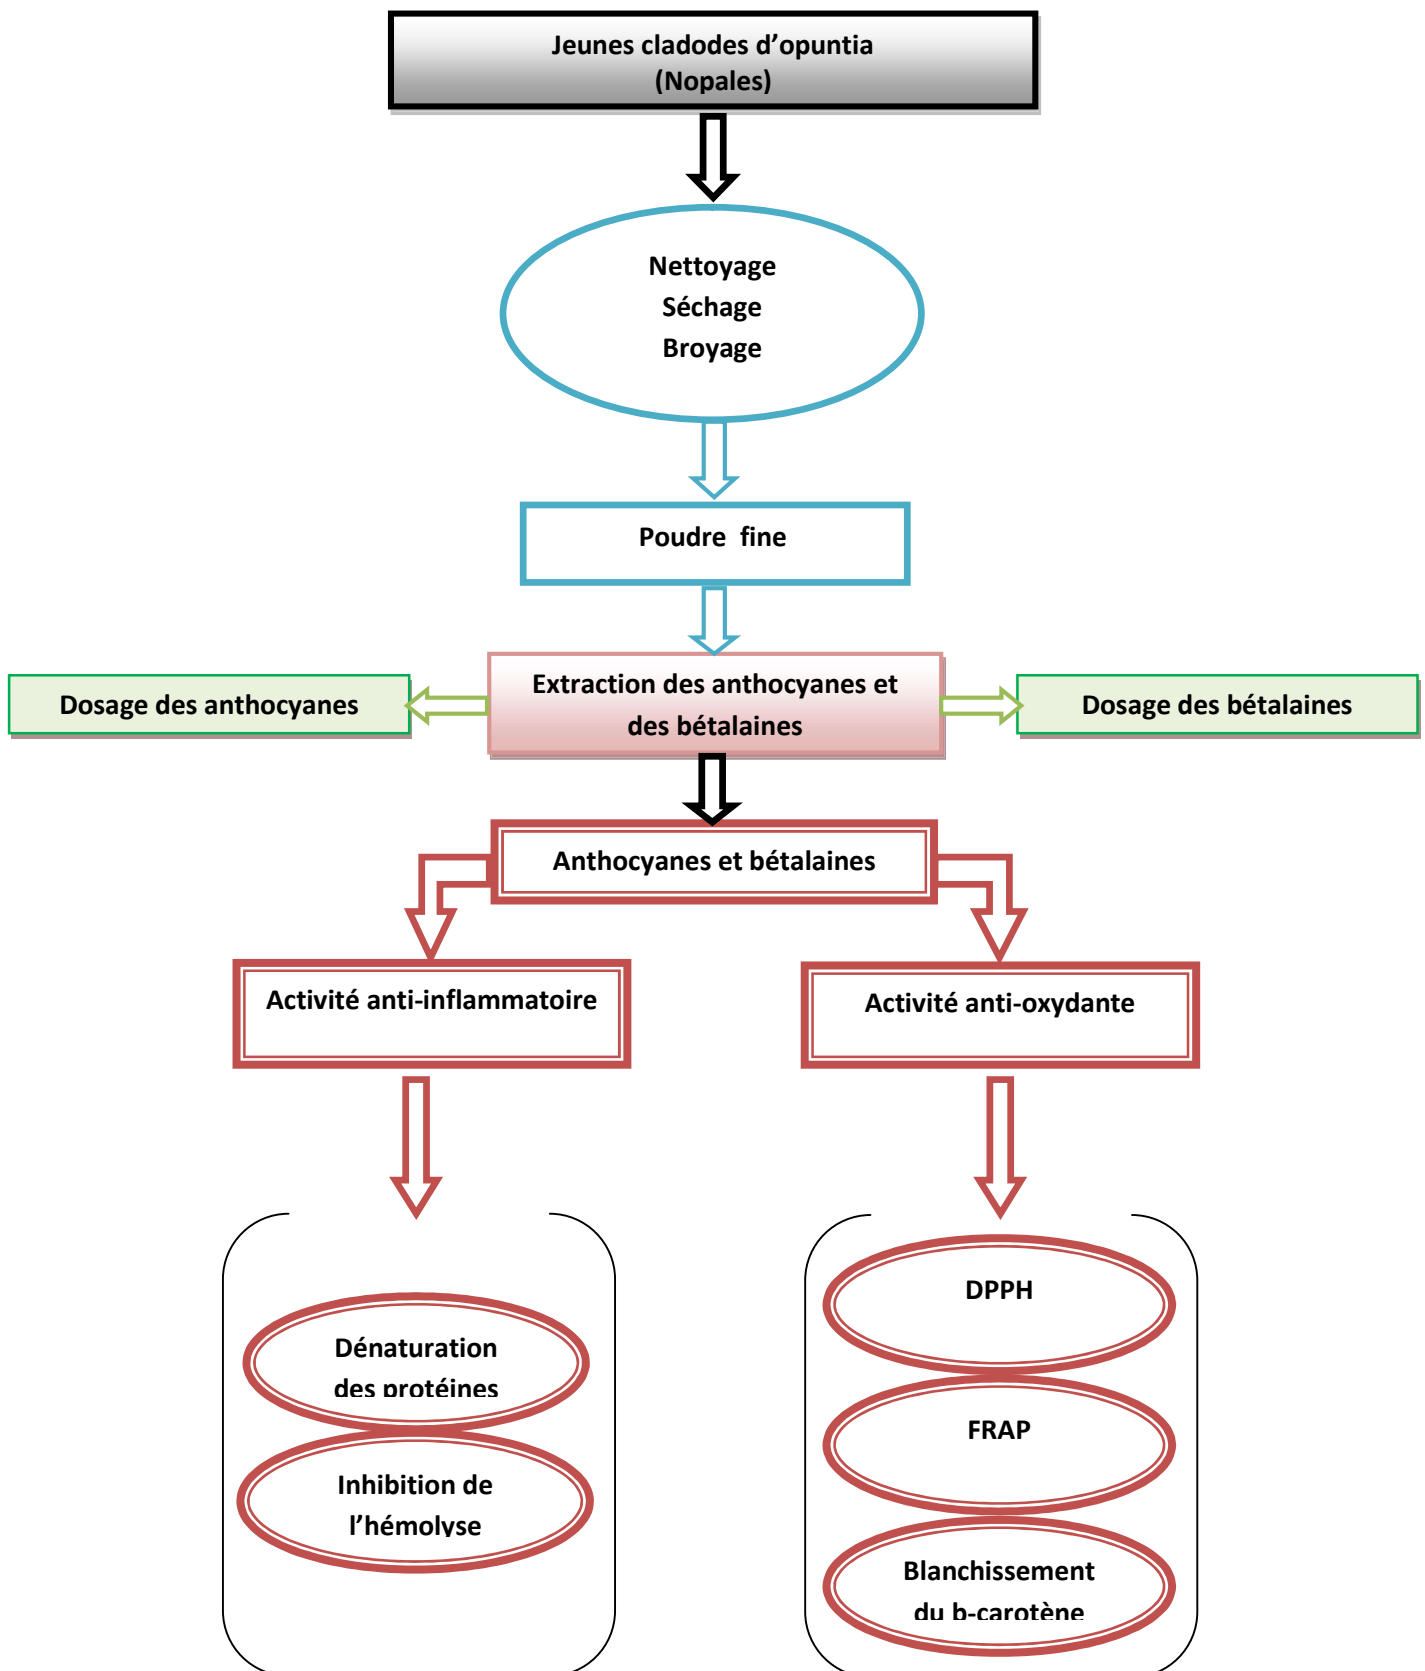 Jeunes cladodes d’opuntia
(Nopales)
Nettoyage
Séchage
Broyage
Poudre fine
Extraction des anthocyanes et
des bétalaines
Dosage des anthocyanes
Dosage des bétalaines
Anthocyanes et bétalaines
Activité anti-inflammatoire
Activité anti-oxydante
Dénaturation
des protéines
Inhibition de
l’hémolyse
DPPH
FRAP
Blanchissement
du b-carotène